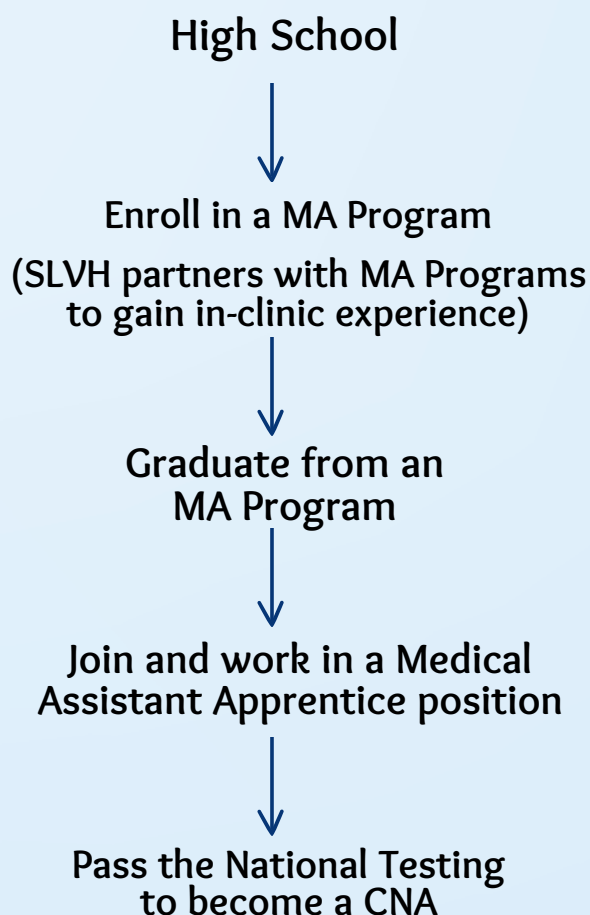 High School
Enroll in a MA Program
(SLVH partners with MA Programs
to gain in-clinic experience)
Graduate from an
MA Program
Join and work in a Medical
Assistant Apprentice position
Pass the National Testing
to become a CNA